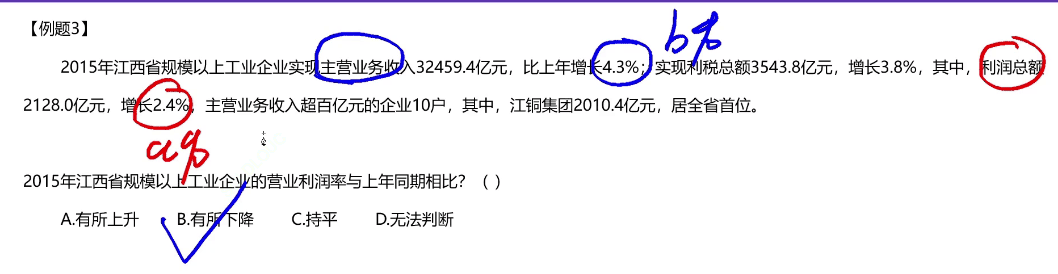 【例题3】
b%
2015年江西省规模以上工业企业实现主营业务收入32459.4亿元，比上年增长4.3%；实现利税总额3543.8亿元，增长3.8%，其中，利润总额
2128.0亿元，增长2.4%，主营业务收入超百亿元的企业10户，其中，江铜集团2010.4亿元，居全省首位。
a%
2015年江西省规模以上工业企业的营业利润率与上年同期相比？（ ）
A.有所上升 B.有所下降 C.持平 D.无法判断